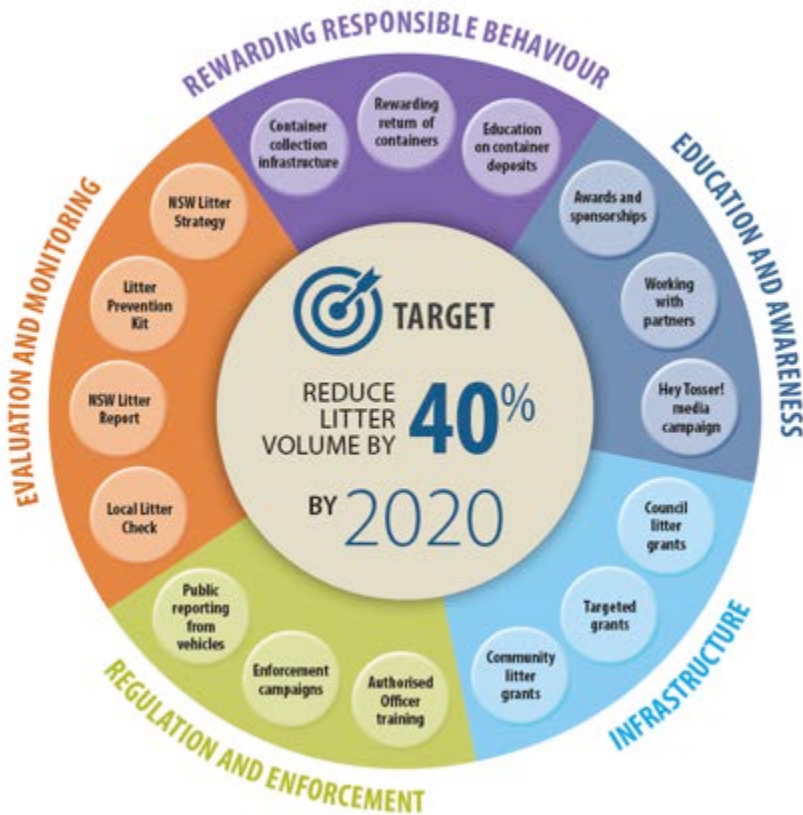 REWARDING RESPONSIBLE BEHAVIOUR
Container
collection
infrastructure
Rewarding
return of
containers
Education
on container
deposits
EDUCATION AND AWARENESS
Awards and
sponsorships
Working
with
partners
Hey Tosser!
media
campaign
INFRASTRUCTURE
Council
litter
grants
Targeted
grants
Community
litter
grants
REGULATION AND ENFORCEMENT
Authorised
Officer
training
Enforcement
campaigns
Public
reporting
from
vehicles
EVALUATION AND MONITORING
Local Litter
Check
NSW Litter
Report
Litter
Prevention
Kit
NSW Litter
Strategy
TARGET
REDUCE
LITTER
VOLUME BY 40%
BY 2020